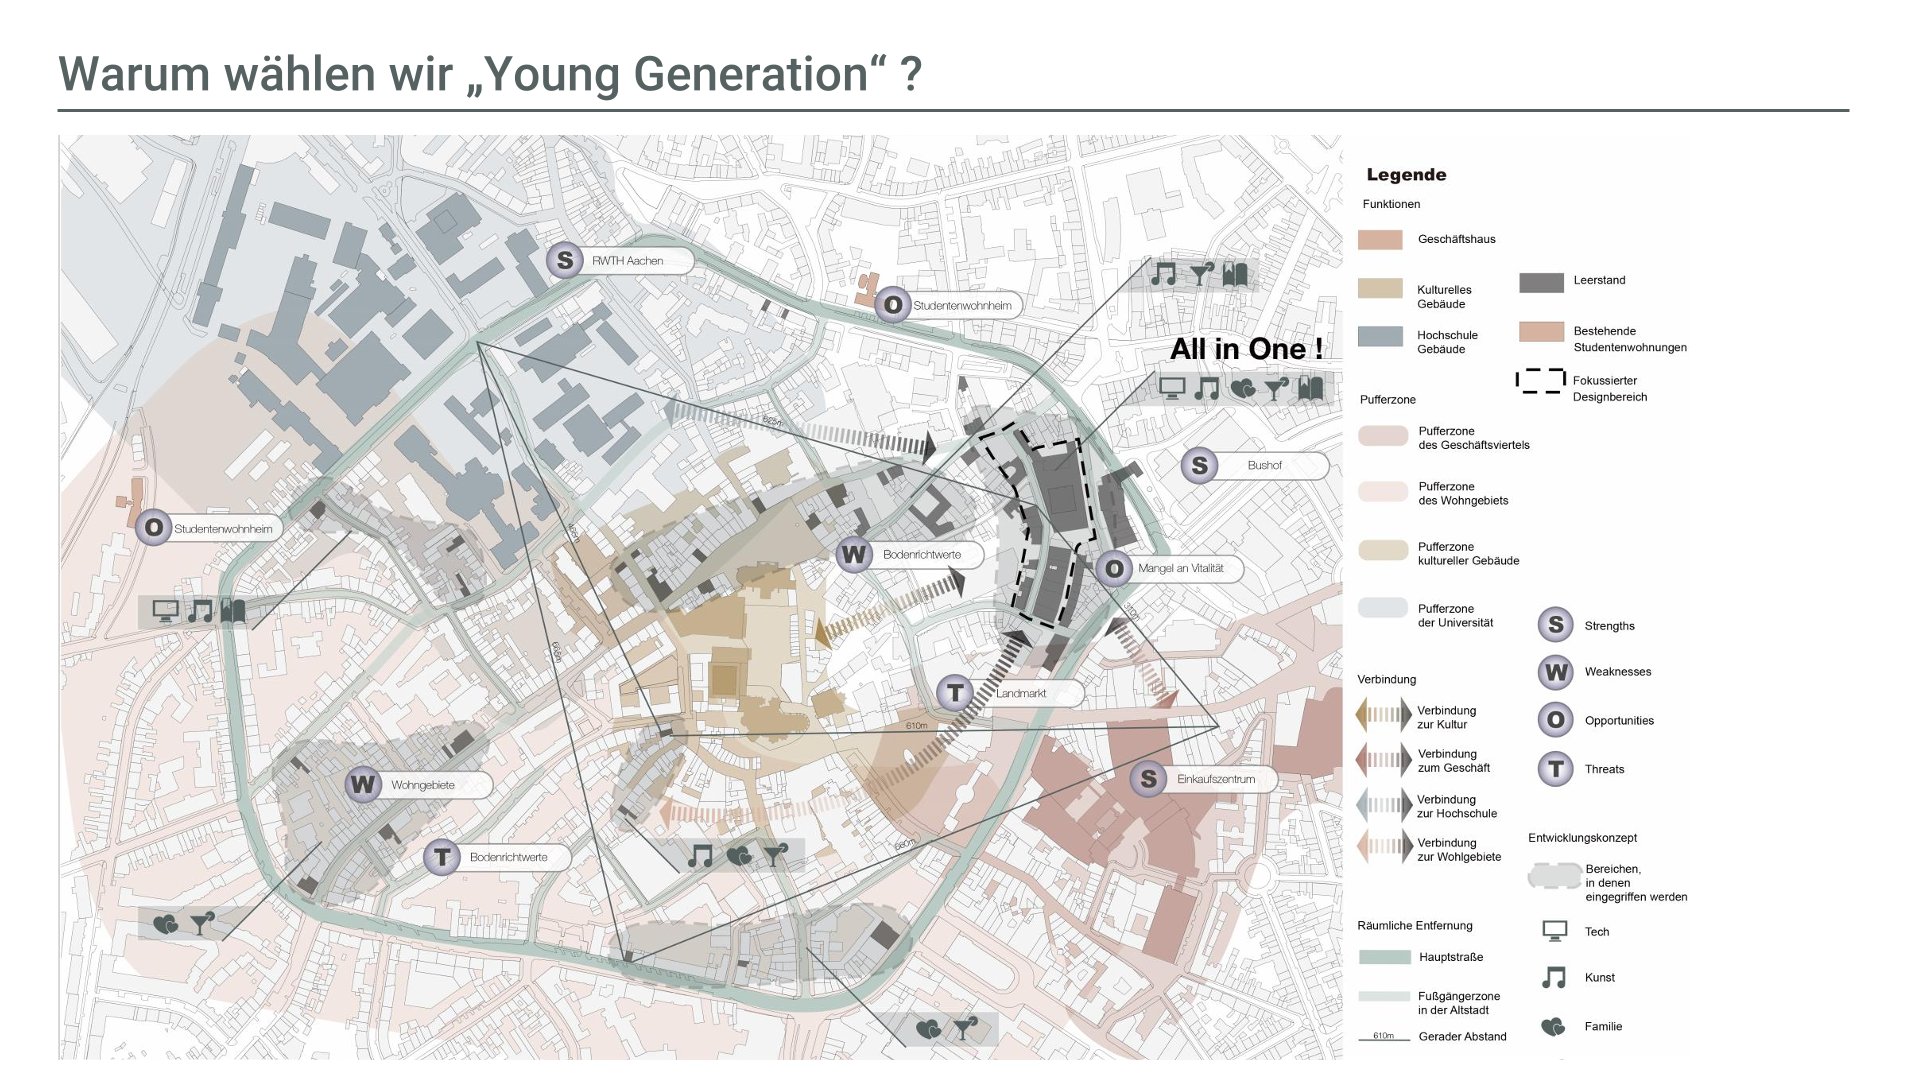 Warum wählen wir „Young Generation“ ?
S RWTH Aachen
O Studentenwohnheim
All in One !
625m
S Bushof
O Studentenwohnheim
W Bodenrichtwerte
O Mangel an Vitalität
T Landmarkt
610m
W Wohngebiete
S Einkaufszentrum
T Bodenrichtwerte
660m
Legende
Funktionen
Geschäftshaus
Kulturelles
Gebäude
Hochschule
Gebäude
Leerstand
Bestehende
Studentenwohnungen
Fokussierter
Designbereich
Pufferzone
Pufferzone
des Geschäftsviertels
Pufferzone
des Wohngebiets
Pufferzone
kultureller Gebäude
Pufferzone
der Universität
S Strengths
W Weaknesses
O Opportunities
T Threats
Verbindung
Verbindung
zur Kultur
Verbindung
zum Geschäft
Verbindung
zur Hochschule
Verbindung
zur Wohlgebiete
Entwicklungskonzept
Bereichen,
in denen
eingegriffen werden
Tech
Kunst
Familie
Räumliche Entfernung
Hauptstraße
Fußgängerzone
in der Altstadt
610m Gerader Abstand